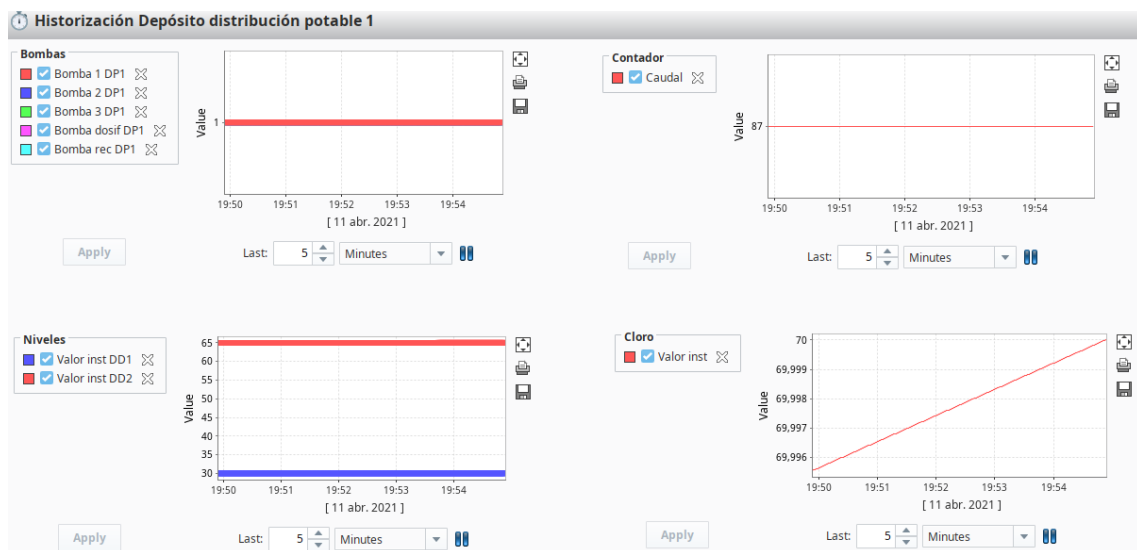 Historización Depósito distribución potable 1
Bombas
Bomba 1 DP1
Bomba 2 DP1
Bomba 3 DP1
Bomba dosif DP1
Bomba rec DP1
Value
1
19:50 19:51 19:52 19:53 19:54
[ 11 abr. 2021 ]
Apply
Last: 5 Minutes
Contador
Caudal
Value
87
19:50 19:51 19:52 19:53 19:54
[ 11 abr. 2021 ]
Apply
Last: 5 Minutes
Niveles
Valor inst DD1
Valor inst DD2
Value
65
60
55
50
45
40
35
30
19:50 19:51 19:52 19:53 19:54
[ 11 abr. 2021 ]
Apply
Last: 5 Minutes
Cloro
Valor inst
Value
70
69,999
69,998
69,997
69,996
19:50 19:51 19:52 19:53 19:54
[ 11 abr. 2021 ]
Apply
Last: 5 Minutes